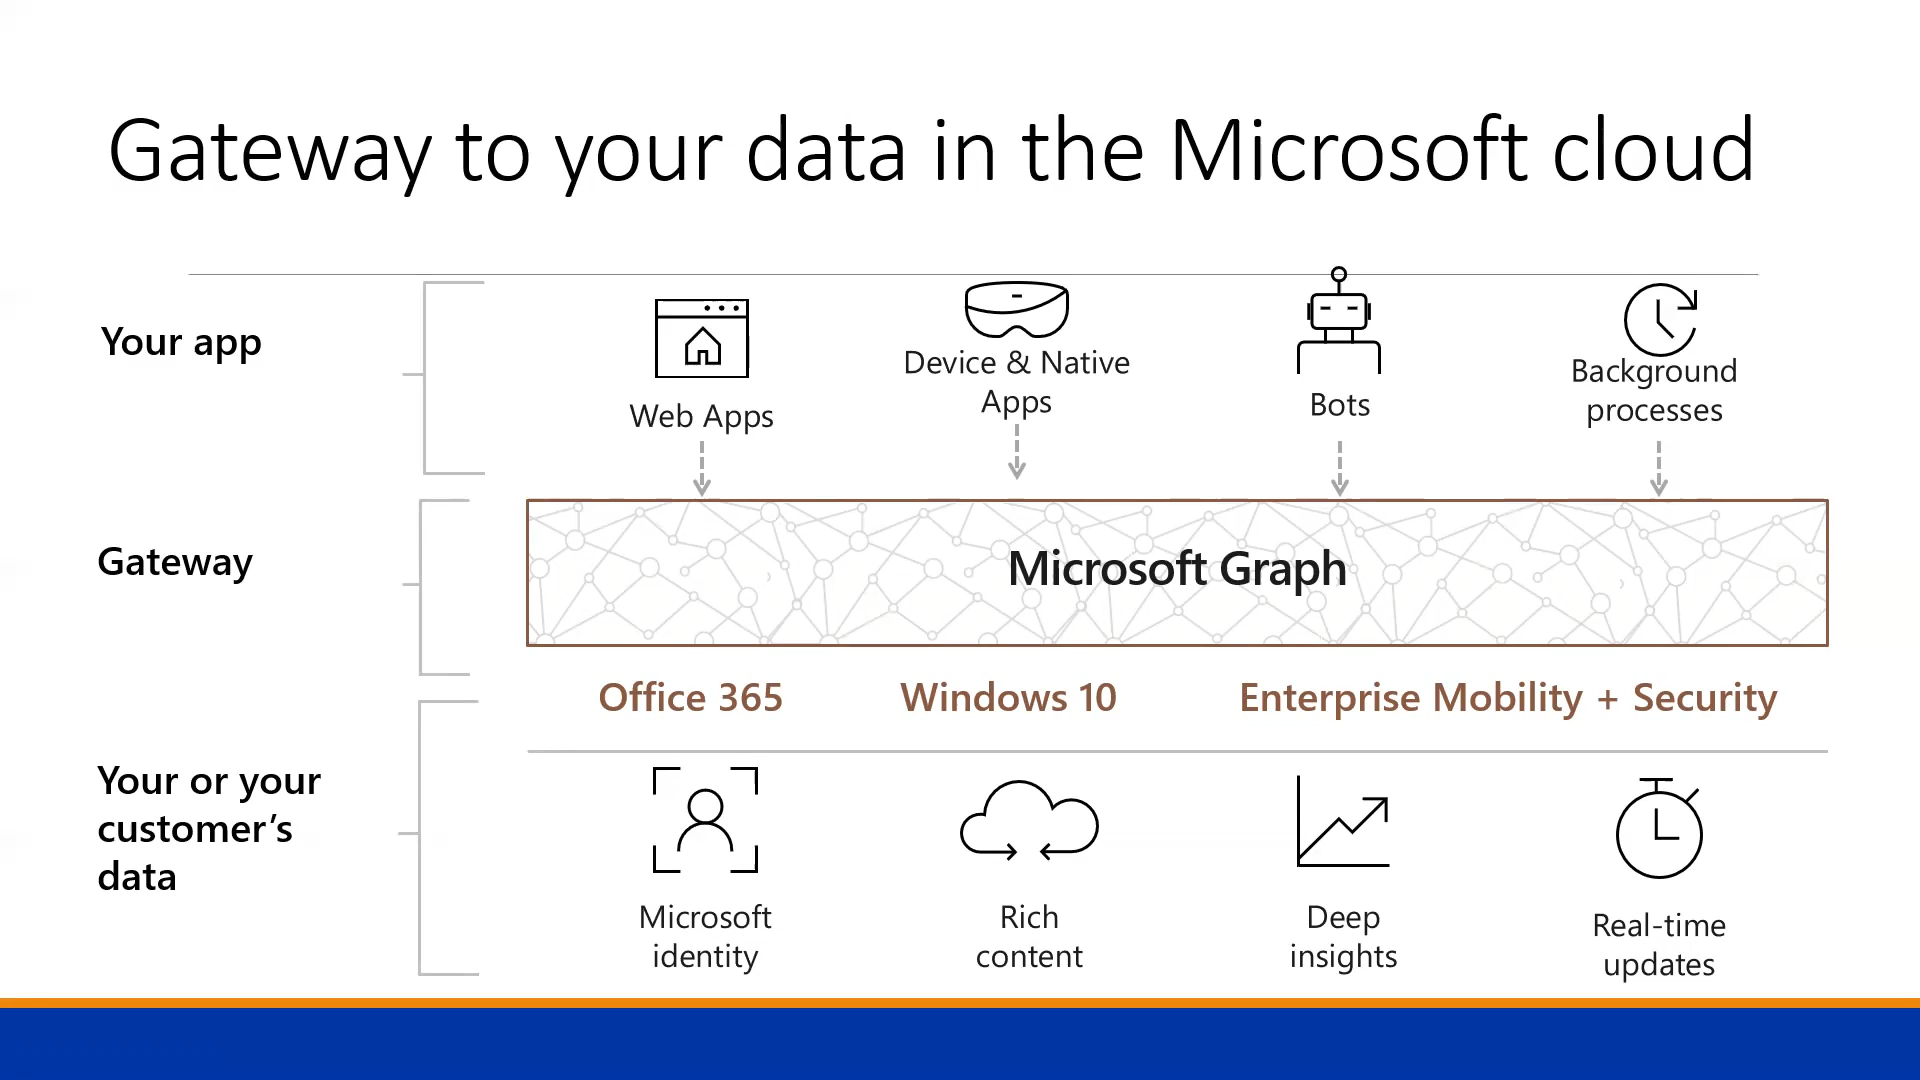 Gateway to your data in the Microsoft cloud
Your app
Web Apps
Device & Native
Apps
Bots
Background
processes
Gateway
Microsoft Graph
Office 365
Windows 10
Enterprise Mobility + Security
Your or your
customer’s
data
Microsoft
identity
Rich
content
Deep
insights
Real-time
updates